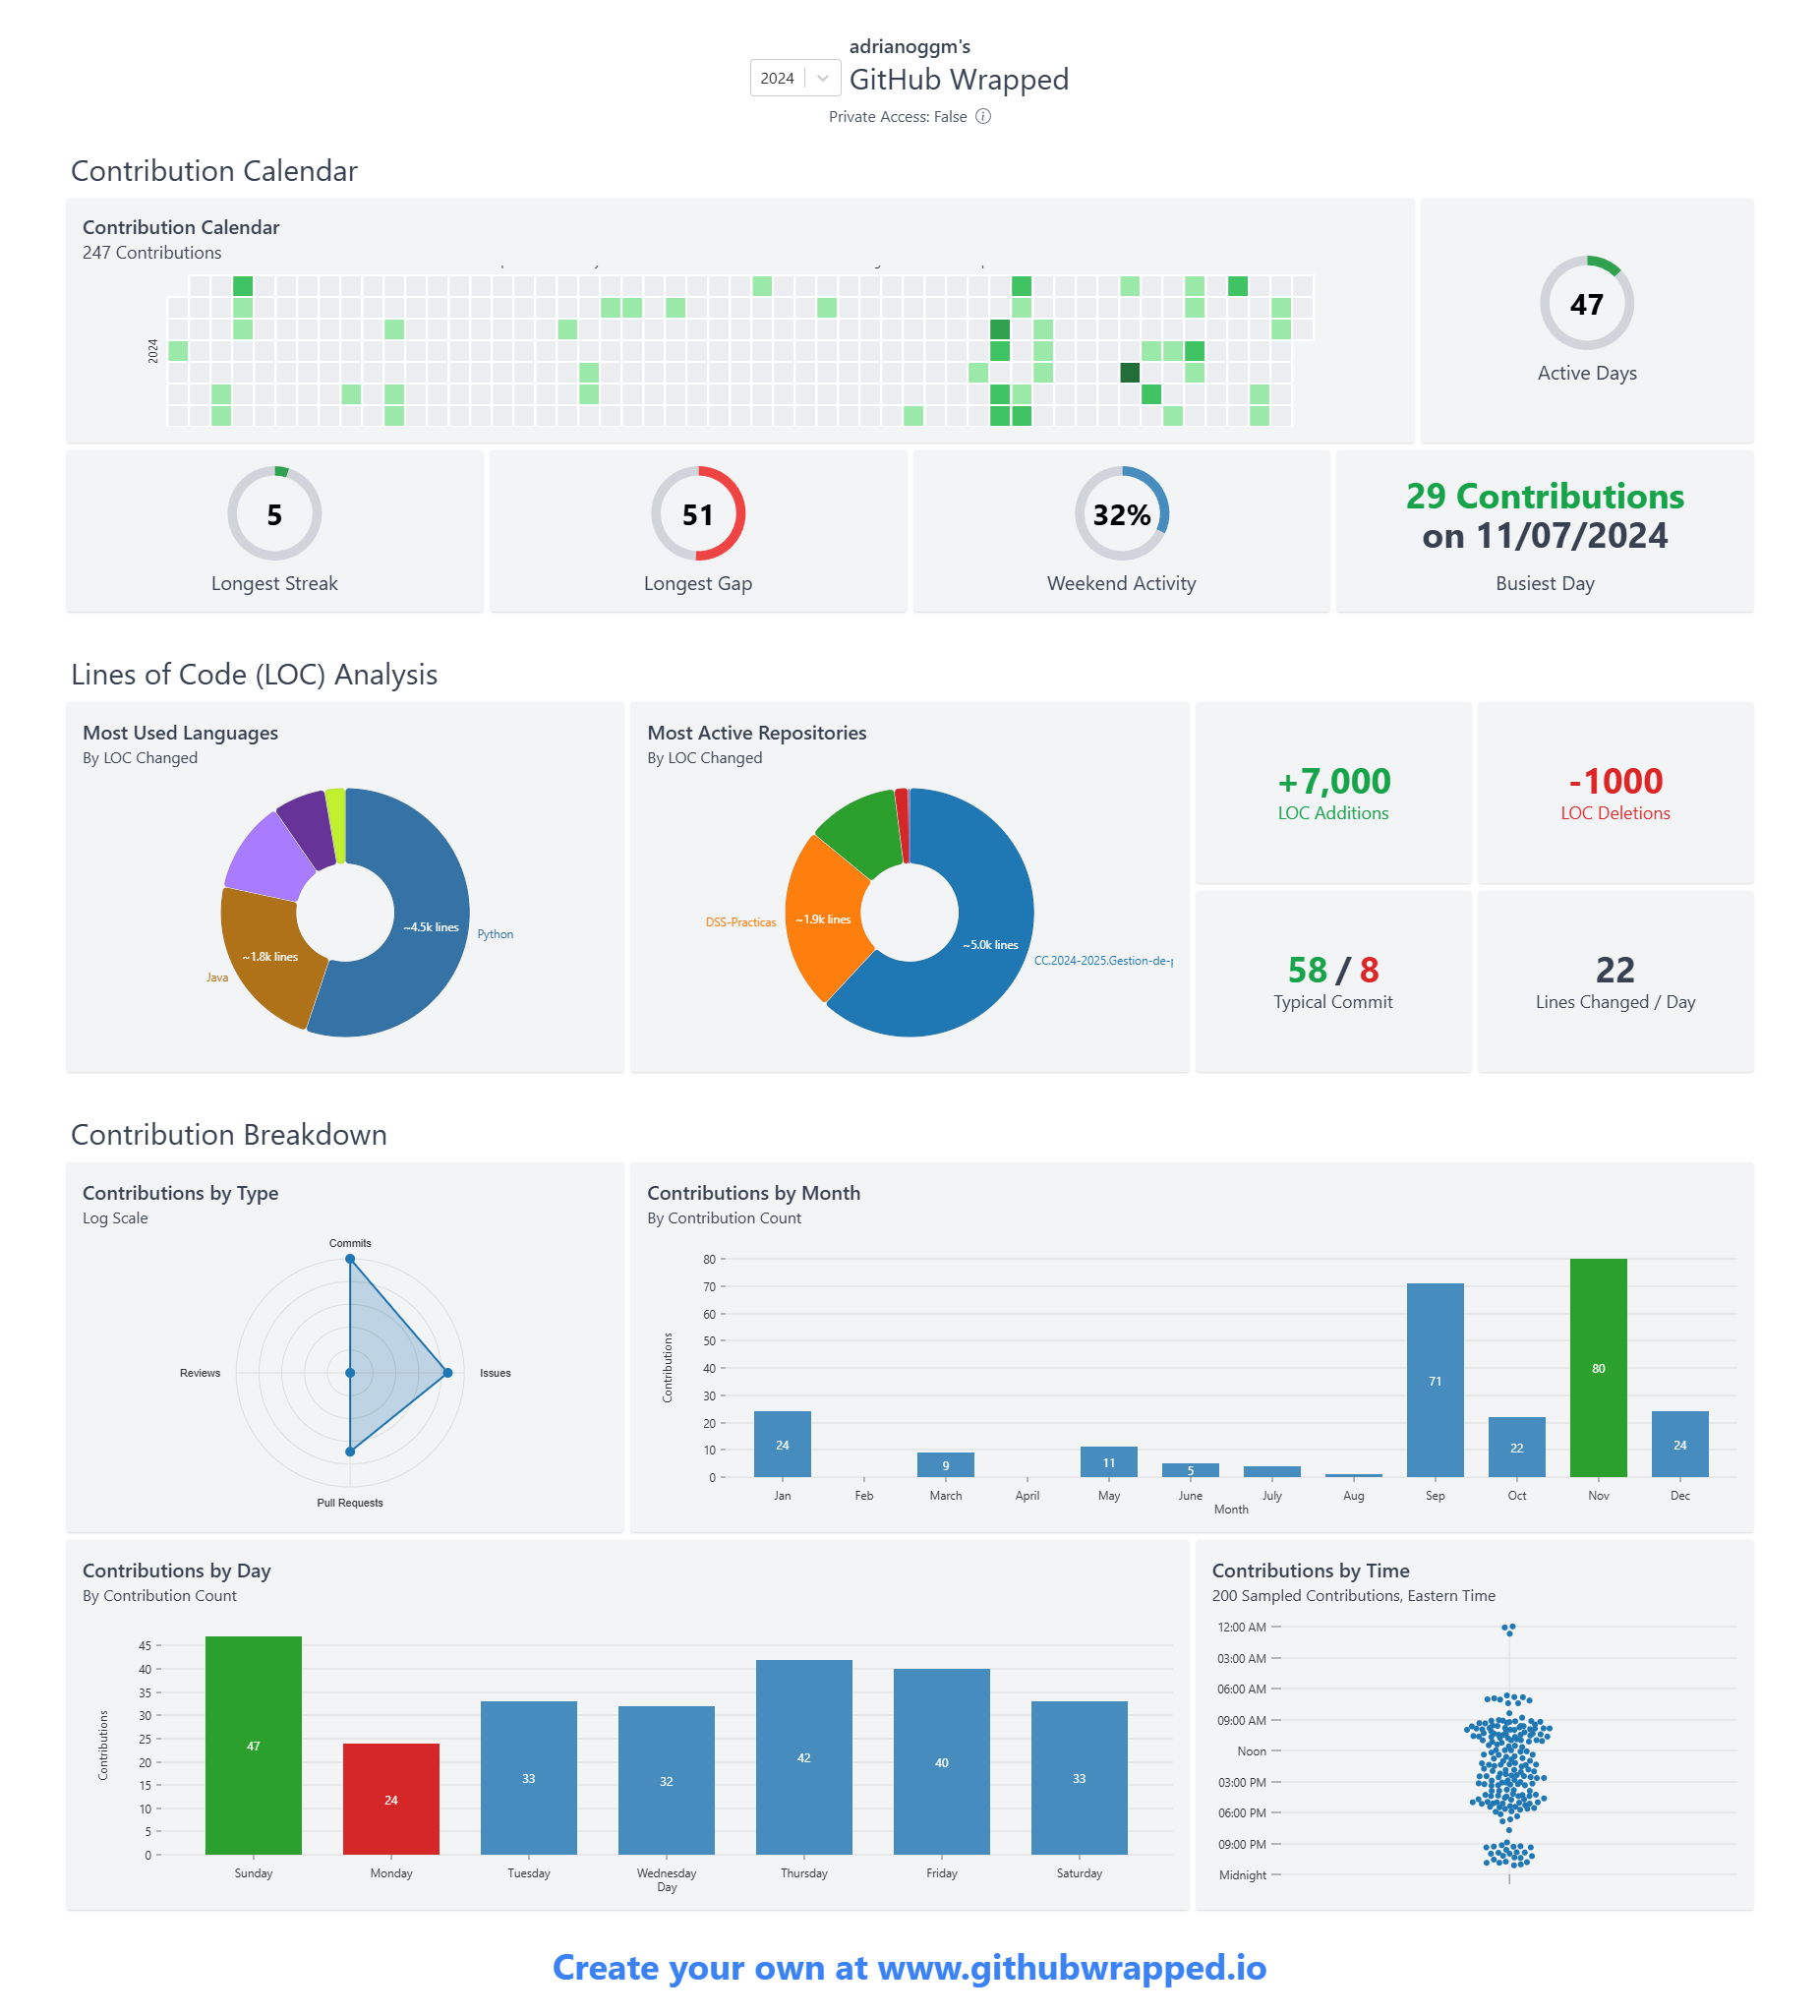 adrianoggm's
2024
GitHub Wrapped
Private Access: False
Contribution Calendar
Contribution Calendar
247 Contributions
2024
47
Active Days
5
Longest Streak
51
Longest Gap
32%
Weekend Activity
29 Contributions
on 11/07/2024
Busiest Day
Lines of Code (LOC) Analysis
Most Used Languages
By LOC Changed
~4.5k lines
Python
~1.8k lines
Java
Most Active Repositories
By LOC Changed
DSS-Practicas
~1.9k lines
~5.0k lines
CC.2024-2025.Gestion-de-
+7,000
LOC Additions
-1000
LOC Deletions
58 / 8
Typical Commit
22
Lines Changed / Day
Contribution Breakdown
Contributions by Type
Log Scale
Commits
Reviews
Issues
Pull Requests
Contributions by Month
By Contribution Count
Contributions
80
70
60
50
40
30
20
10
0
24
9
11
5
71
22
80
24
Jan
Feb
March
April
May
June
July
Aug
Sep
Oct
Nov
Dec
Month
Contributions by Day
By Contribution Count
Contributions
45
40
35
30
25
20
15
10
5
0
47
24
33
32
42
40
33
Sunday
Monday
Tuesday
Wednesday
Thursday
Friday
Saturday
Day
Contributions by Time
200 Sampled Contributions, Eastern Time
12:00 AM
03:00 AM
06:00 AM
09:00 AM
Noon
03:00 PM
06:00 PM
09:00 PM
Midnight
Create your own at www.githubwrapped.io